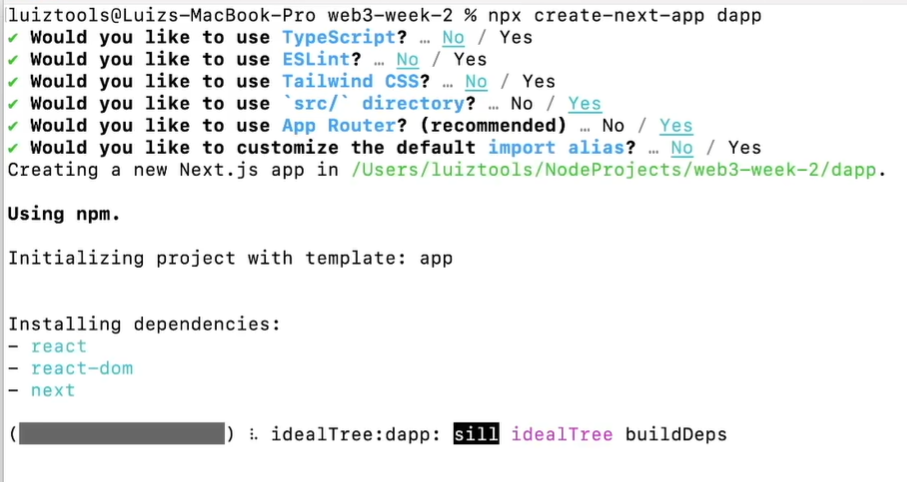 luiztools@Luizs-MacBook-Pro web3-week-2 % npx create-next-app dapp
✔ Would you like to use TypeScript? … No / Yes
✔ Would you like to use ESLint? … No / Yes
✔ Would you like to use Tailwind CSS? … No / Yes
✔ Would you like to use `src/` directory? … No / Yes
✔ Would you like to use App Router? (recommended) … No / Yes
✔ Would you like to customize the default import alias? … No / Yes
Creating a new Next.js app in /Users/luiztools/NodeProjects/web3-week-2/dapp.
Using npm.
Initializing project with template: app
Installing dependencies:
- react
- react-dom
- next
( ) ⠧ idealTree:dapp: sill idealTree buildDeps